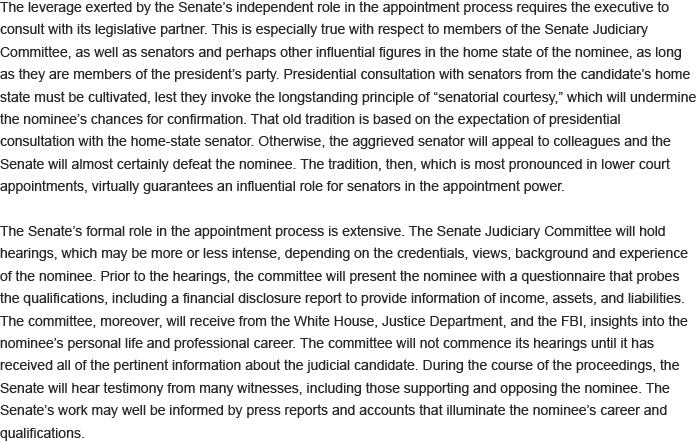 The leverage exerted by the Senate’s independent role in the appointment process requires the executive to
consult with its legislative partner. This is especially true with respect to members of the Senate Judiciary
Committee, as well as senators and perhaps other influential figures in the home state of the nominee, as long
as they are members of the president’s party. Presidential consultation with senators from the candidate’s home
state must be cultivated, lest they invoke the longstanding principle of “senatorial courtesy,” which will undermine
the nominee’s chances for confirmation. That old tradition is based on the expectation of presidential
consultation with the home-state senator. Otherwise, the aggrieved senator will appeal to colleagues and the
Senate will almost certainly defeat the nominee. The tradition, then, which is most pronounced in lower court
appointments, virtually guarantees an influential role for senators in the appointment power.
The Senate’s formal role in the appointment process is extensive. The Senate Judiciary Committee will hold
hearings, which may be more or less intense, depending on the credentials, views, background and experience
of the nominee. Prior to the hearings, the committee will present the nominee with a questionnaire that probes
the qualifications, including a financial disclosure report to provide information of income, assets, and liabilities.
The committee, moreover, will receive from the White House, Justice Department, and the FBI, insights into the
nominee’s personal life and professional career. The committee will not commence its hearings until it has
received all of the pertinent information about the judicial candidate. During the course of the proceedings, the
Senate will hear testimony from many witnesses, including those supporting and opposing the nominee. The
Senate’s work may well be informed by press reports and accounts that illuminate the nominee’s career and
qualifications.